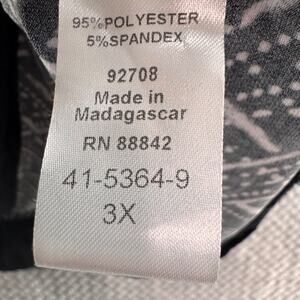 95%POLYESTER
5%SPANDEX
92708
Made in
Madagascar
RN 88842
41-5364-9
3X